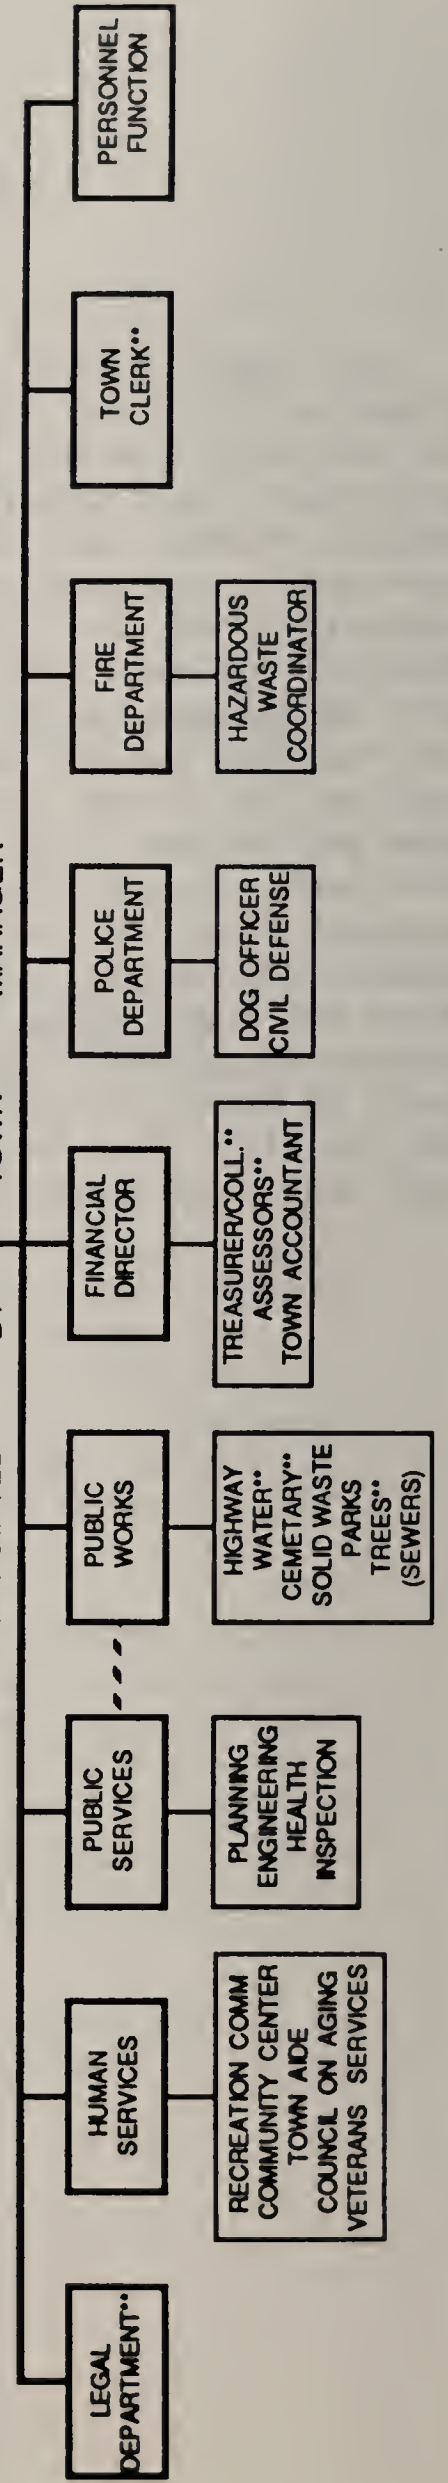 LEGAL
DEPARTMENT**
HUMAN
SERVICES
RECREATION COMM
COMMUNITY CENTER
TOWN AIDE
COUNCIL ON AGING
VETERANS SERVICES
PUBLIC
SERVICES
PLANNING
ENGINEERING
HEALTH
INSPECTION
PUBLIC
WORKS
HIGHWAY
WATER**
CEMETARY**
SOLID WASTE
PARKS
TREES**
(SEWERS)
FINANCIAL
DIRECTOR
TREASURER/COLL.**
ASSESSORS**
TOWN ACCOUNTANT
POLICE
DEPARTMENT
DOG OFFICER
CIVIL DEFENSE
FIRE
DEPARTMENT
HAZARDOUS
WASTE
COORDINATOR
TOWN
CLERK**
PERSONNEL
FUNCTION